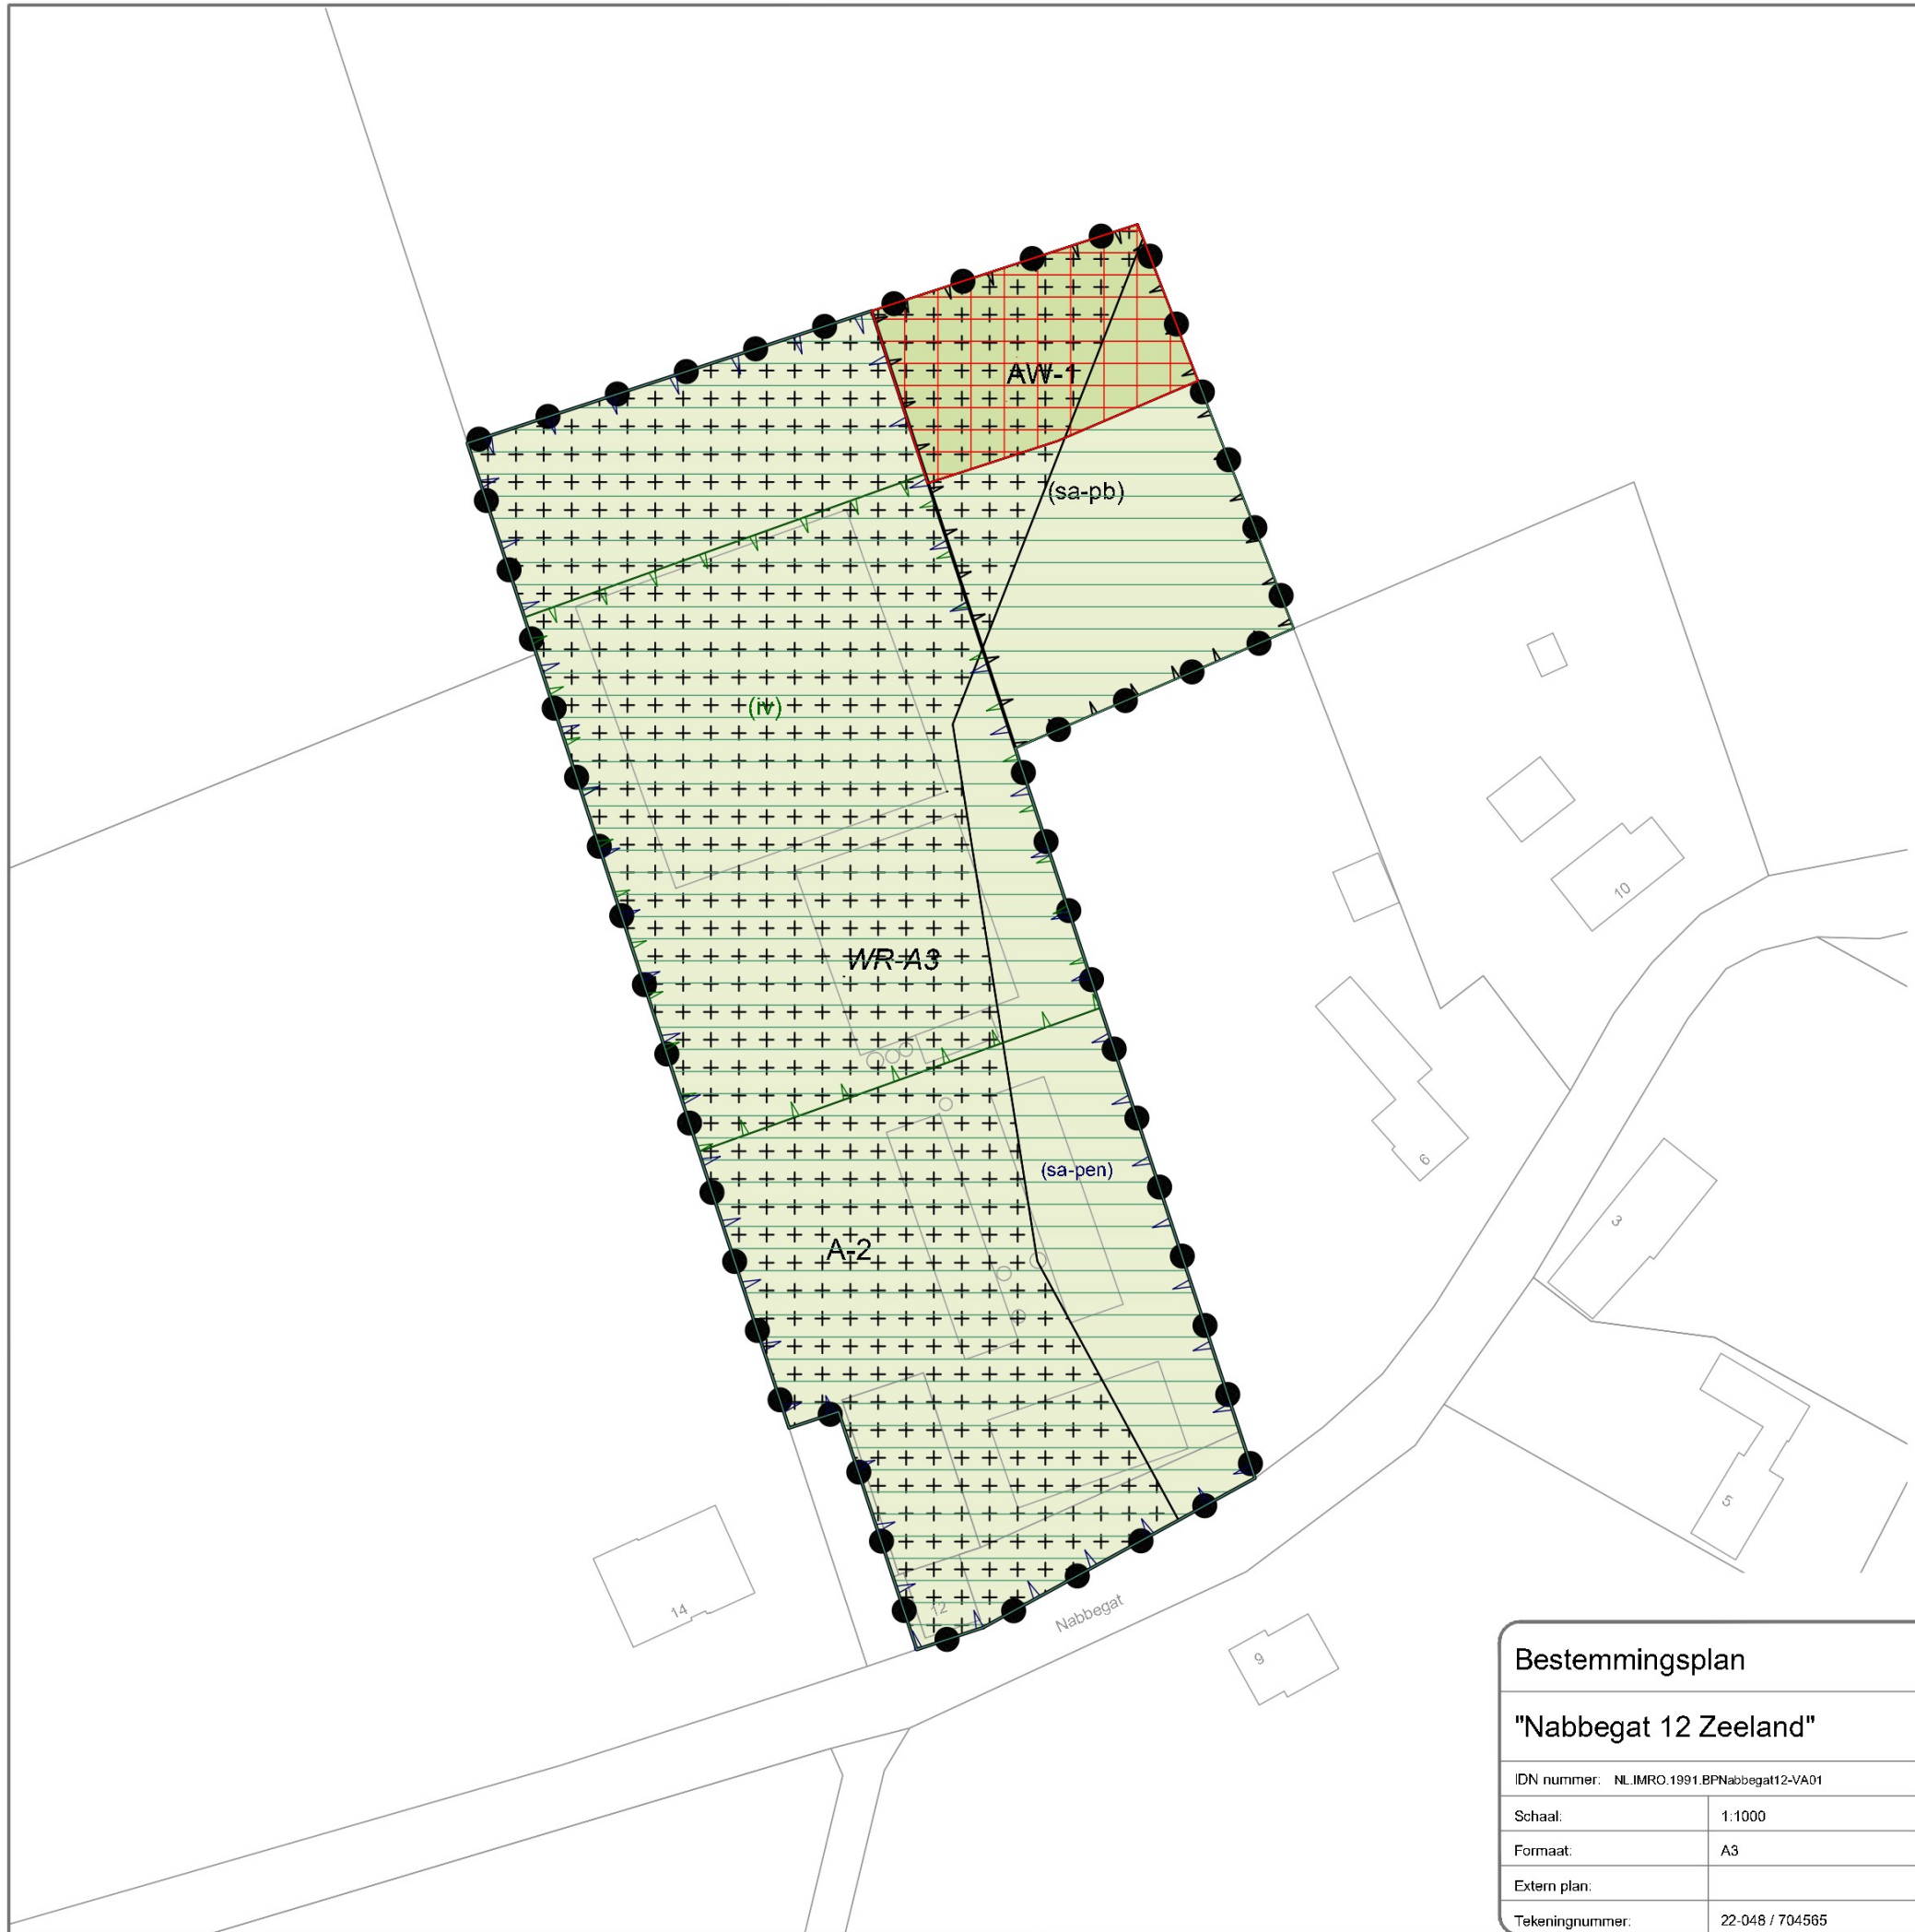 AW-1
(sa-pb)
(iv)
10
WR-A3
6
(sa-pen)
3
A-2
5
14
12
Nabbegat
9
Bestemmingsplan
"Nabbegat 12 Zeeland"
IDN nummer: NL.IMRO.1991.BPNabbegat12-VA01
Schaal: 1:1000
Formaat: A3
Extern plan:
Tekeningnummer: 22-048 / 704565